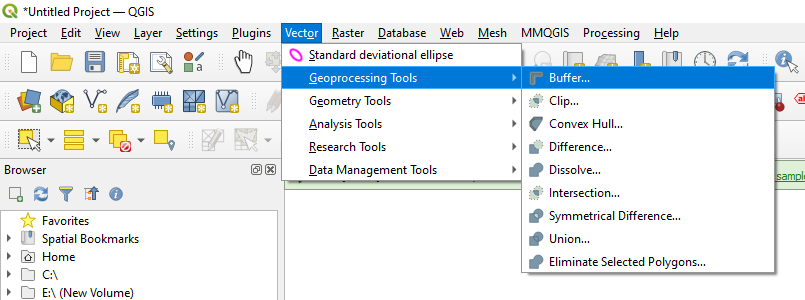 *Untitled Project — QGIS
Project Edit View Layer Settings Plugins Vector Raster Database Web Mesh MMQGIS Processing Help
Standard deviational ellipse
Geoprocessing Tools
Geometry Tools
Analysis Tools
Research Tools
Data Management Tools
Buffer...
Clip...
Convex Hull...
Difference...
Dissolve...
Intersection...
Symmetrical Difference...
Union...
Eliminate Selected Polygons...
sample
Browser
Favorites
Spatial Bookmarks
Home
C:\
E:\ (New Volume)